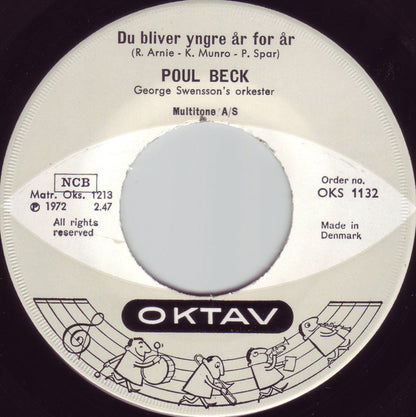 Du bliver yngre år for år
(R. Arnie - K. Munro - P. Spar)
POUL BECK
George Swensson's orkester
Multitone A/S
NCB
Matr. Oks. 1213
℗ 1972 2.47
All rights
reserved
Order no.
OKS 1132
Made in
Denmark
OKTAV